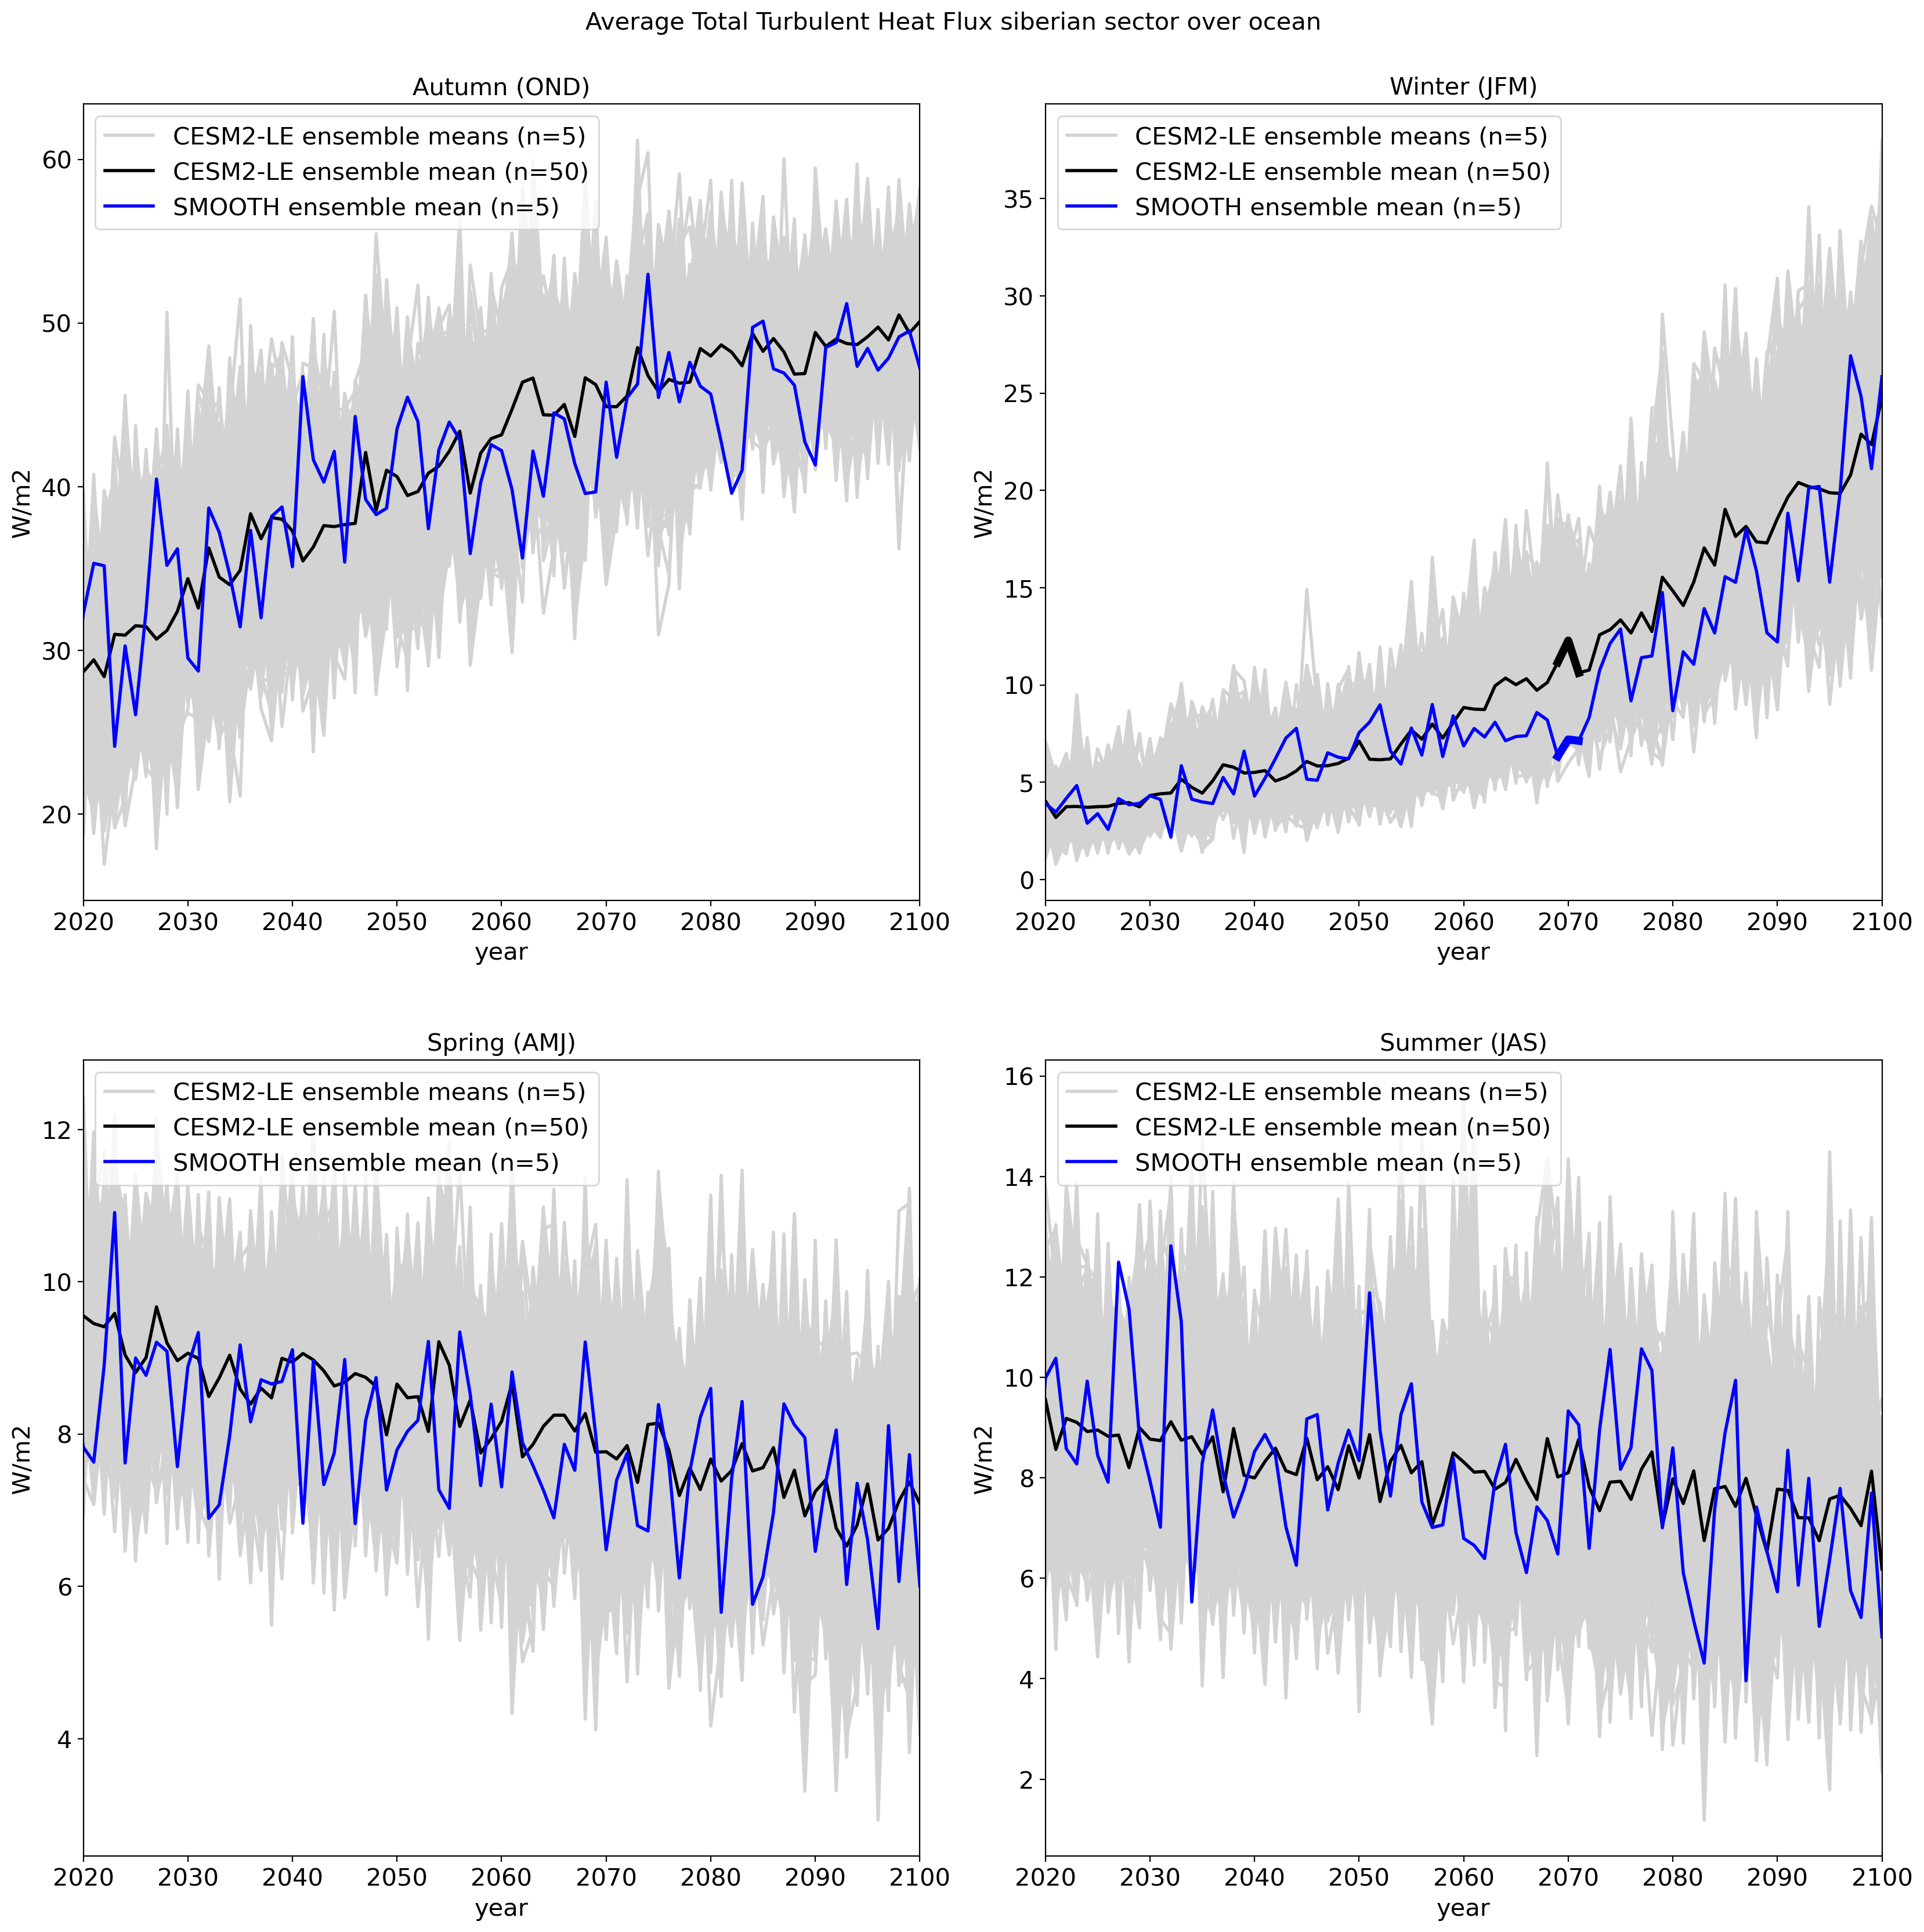 Average Total Turbulent Heat Flux siberian sector over ocean
Autumn (OND)
CESM2-LE ensemble means (n=5)
CESM2-LE ensemble mean (n=50)
SMOOTH ensemble mean (n=5)
60
50
40
30
20
W/m2
2020 2030 2040 2050 2060 2070 2080 2090 2100
year
Winter (JFM)
CESM2-LE ensemble means (n=5)
CESM2-LE ensemble mean (n=50)
SMOOTH ensemble mean (n=5)
35
30
25
20
15
10
5
0
W/m2
2020 2030 2040 2050 2060 2070 2080 2090 2100
year
Spring (AMJ)
CESM2-LE ensemble means (n=5)
CESM2-LE ensemble mean (n=50)
SMOOTH ensemble mean (n=5)
12
10
8
6
4
W/m2
2020 2030 2040 2050 2060 2070 2080 2090 2100
year
Summer (JAS)
CESM2-LE ensemble means (n=5)
CESM2-LE ensemble mean (n=50)
SMOOTH ensemble mean (n=5)
16
14
12
10
8
6
4
2
W/m2
2020 2030 2040 2050 2060 2070 2080 2090 2100
year